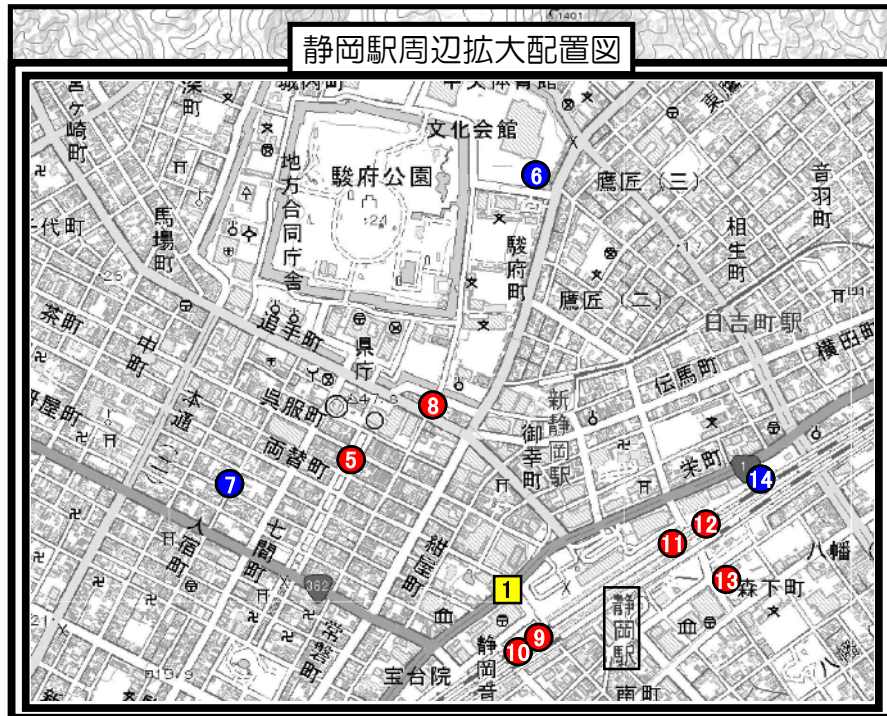 静岡駅周辺拡大配置図
文化会館
駿府公園
6
鷹匠(三)
音羽町
地方合同庁舎
駿府町
相生町
馬場町
鷹匠(二)
日吉町駅
茶町
追手町
県庁
横田町
中町
伝馬町
本通
呉服町
8
新静岡駅
御幸町
両替町
5
栄町
1
14
7
人宿町
七間町
紺屋町
12
11
八幡
362
1
13
森下町
常磐町
9
静岡駅
10
宝台院
南町